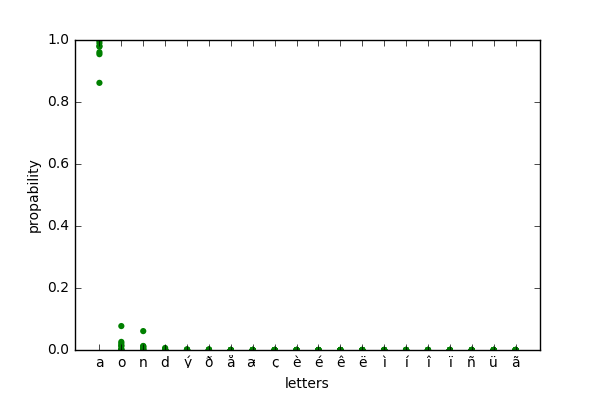 1.0
0.8
0.6
0.4
0.2
0.0
propability
a o n d ý ð å æ ç è é ê ë ì í î ï ñ ü ã
letters